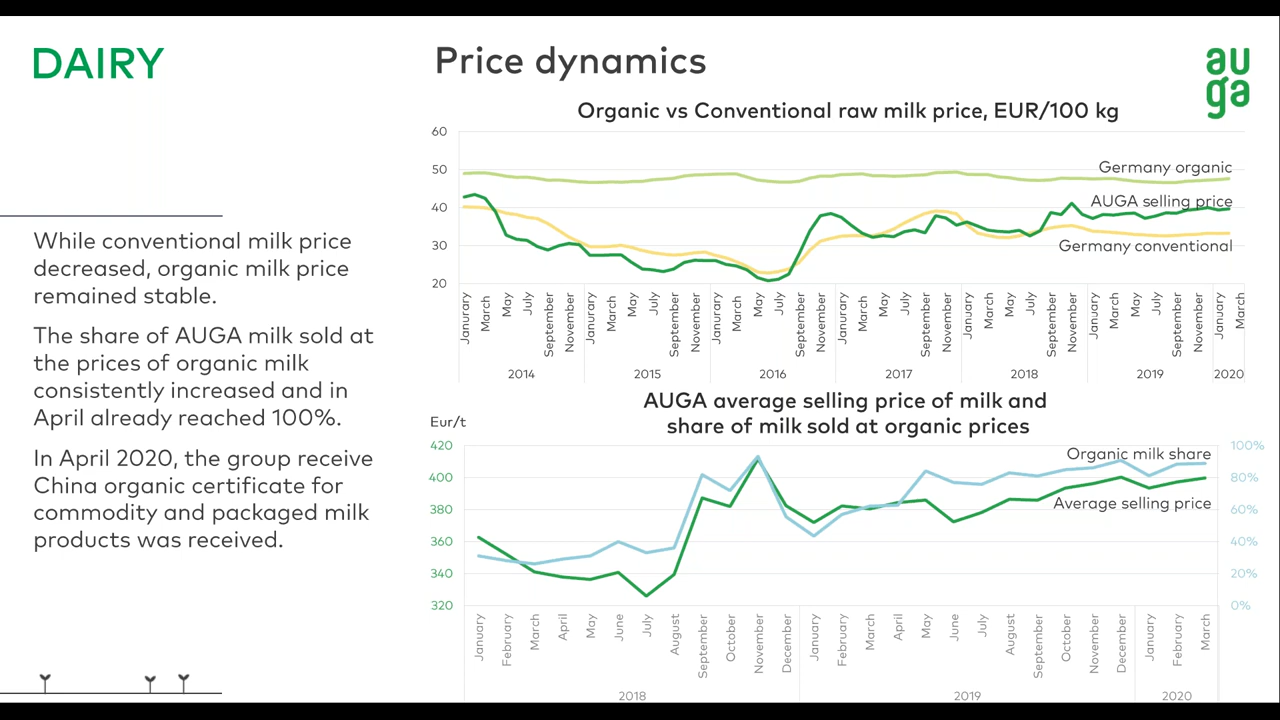 DAIRY
Price dynamics
au
ga
While conventional milk price
decreased, organic milk price
remained stable.
The share of AUGA milk sold at
the prices of organic milk
consistently increased and in
April already reached 100%.
In April 2020, the group receive
China organic certificate for
commodity and packaged milk
products was received.
Organic vs Conventional raw milk price, EUR/100 kg
60
50
40
30
20
Germany organic
AUGA selling price
Germany conventional
Janurary
March
May
July
September
November
Janurary
March
May
July
September
November
Janurary
March
May
July
September
November
Janurary
March
May
July
September
November
January
March
May
July
September
November
January
March
May
July
September
November
January
March
2014
2015
2016
2017
2018
2019
2020
AUGA average selling price of milk and
share of milk sold at organic prices
Eur/t
420
400
380
360
340
320
100%
80%
60%
40%
20%
0%
Organic milk share
Average selling price
January
February
March
April
May
June
July
August
September
October
November
December
January
February
March
April
May
June
July
August
September
October
November
December
January
February
March
2018
2019
2020